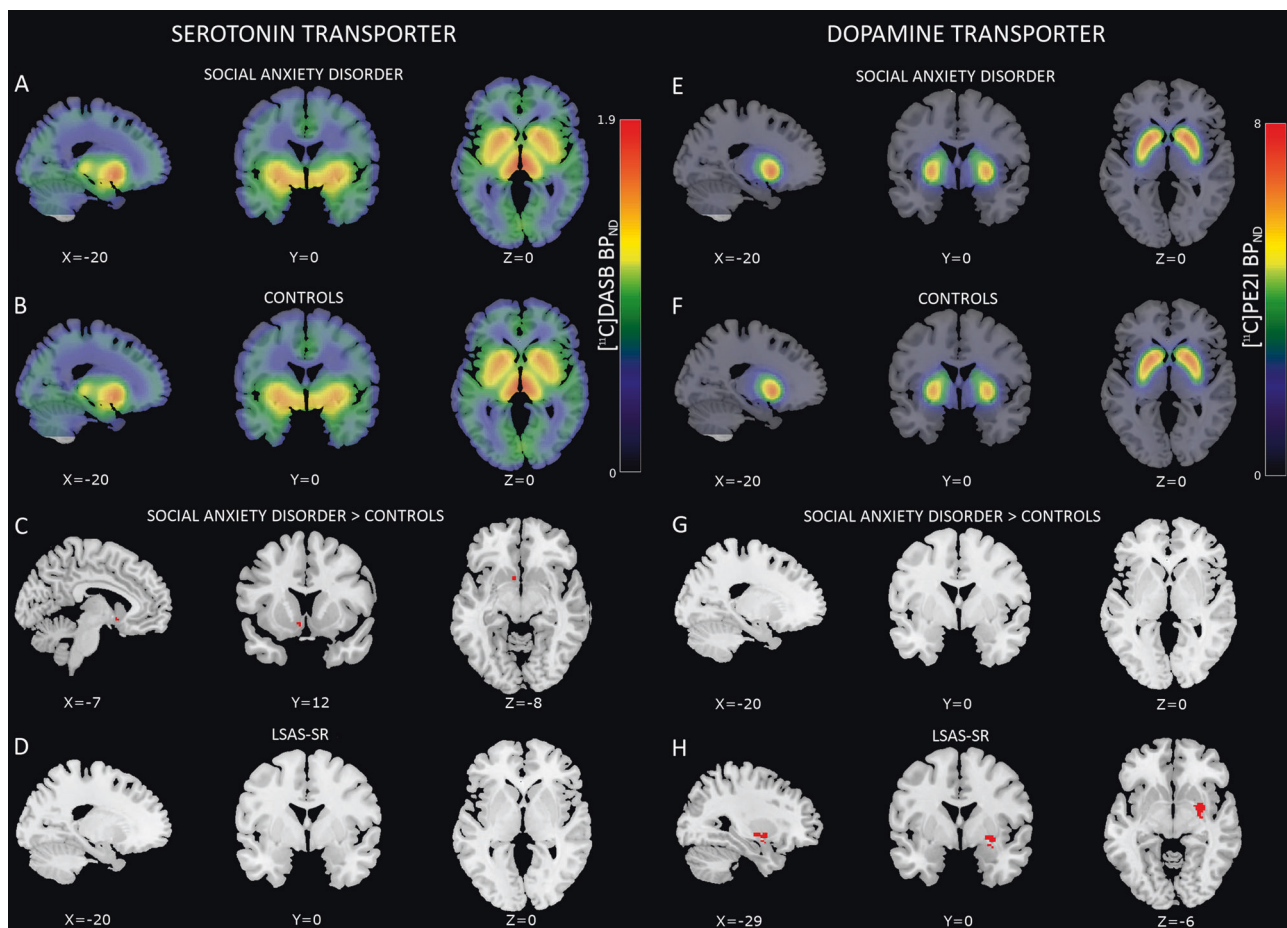 SEROTONIN TRANSPORTER
A
SOCIAL ANXIETY DISORDER
X=-20 Y=0 Z=0
B
CONTROLS
X=-20 Y=0 Z=0
1.9
[¹¹C]DASB BP_ND
0
C
SOCIAL ANXIETY DISORDER > CONTROLS
X=-7 Y=12 Z=-8
D
LSAS-SR
X=-20 Y=0 Z=0
DOPAMINE TRANSPORTER
E
SOCIAL ANXIETY DISORDER
X=-20 Y=0 Z=0
F
CONTROLS
X=-20 Y=0 Z=0
8
[¹¹C]PE2I BP_ND
0
G
SOCIAL ANXIETY DISORDER > CONTROLS
X=-20 Y=0 Z=0
H
LSAS-SR
X=-29 Y=0 Z=-6